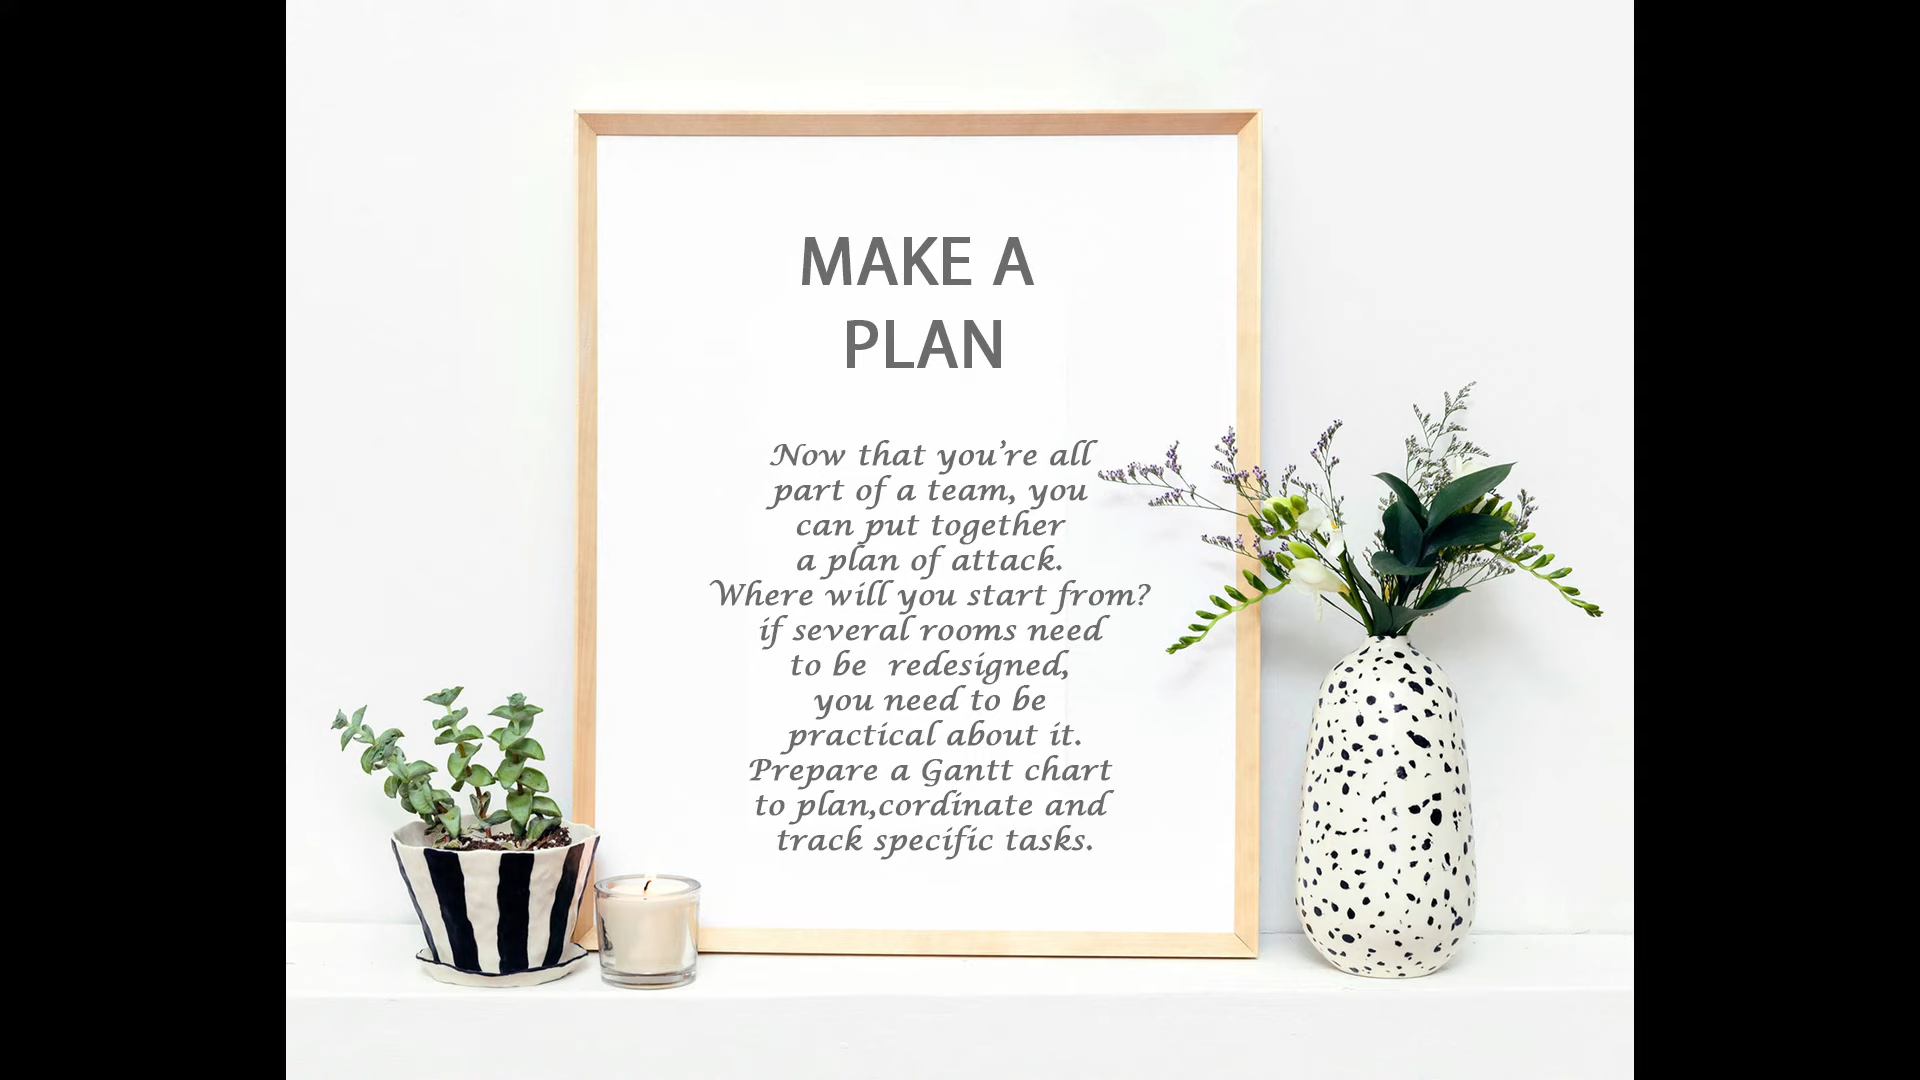 MAKE A
PLAN
Now that you're all
part of a team, you
can put together
a plan of attack.
Where will you start from?
if several rooms need
to be  redesigned,
you need to be
practical about it.
Prepare a Gantt chart
to plan,cordinate and
track specific tasks.